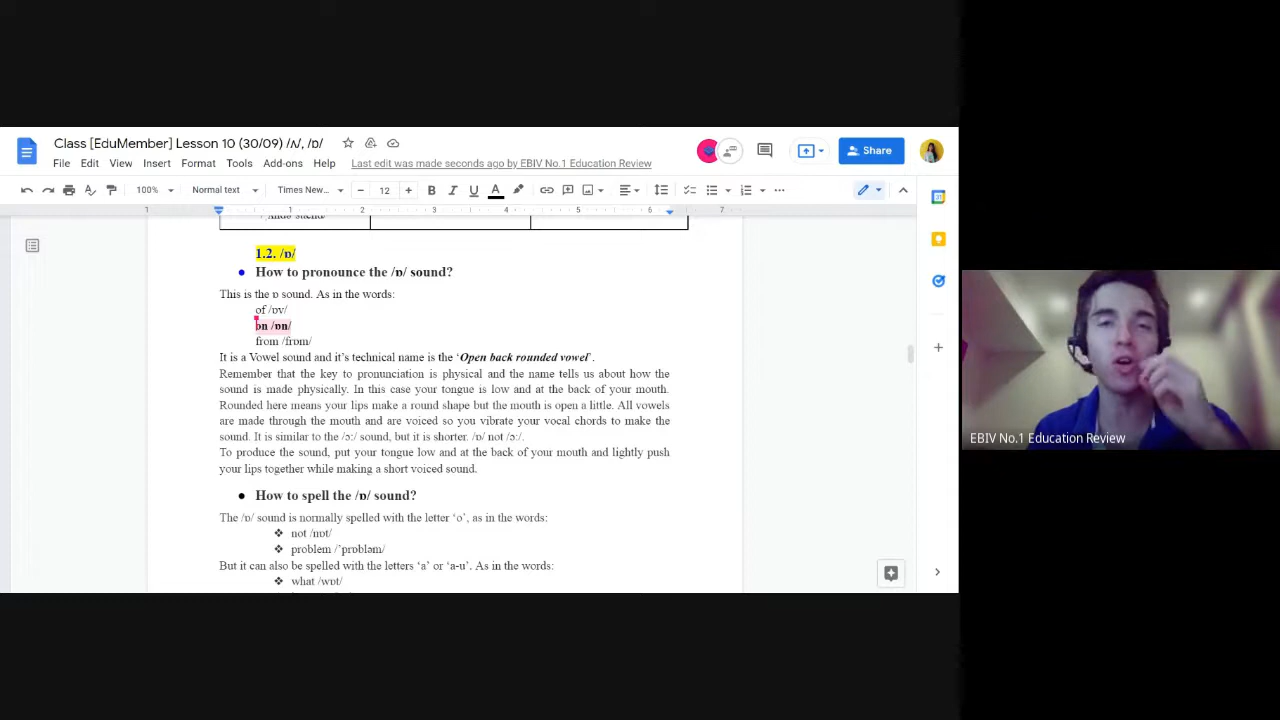 Class [EduMember] Lesson 10 (30/09) /ʌ/, /ɒ/
File Edit View Insert Format Tools Add-ons Help Last edit was made seconds ago by EBIV No.1 Education Review
Share
100% Normal text Times New... 12 B I U A
1 1 2 3 4 5 6 7
1.2. /ɒ/
● How to pronounce the /ɒ/ sound?
This is the ɒ sound. As in the words:
of /ɒv/
on /ɒn/
from /frɒm/
It is a Vowel sound and it's technical name is the 'Open back rounded vowel'.
Remember that the key to pronunciation is physical and the name tells us about how the
sound is made physically. In this case your tongue is low and at the back of your mouth.
Rounded here means your lips make a round shape but the mouth is open a little. All vowels
are made through the mouth and are voiced so you vibrate your vocal chords to make the
sound. It is similar to the /ɔ:/ sound, but it is shorter. /ɒ/ not /ɔ:/.
To produce the sound, put your tongue low and at the back of your mouth and lightly push
your lips together while making a short voiced sound.
● How to spell the /ɒ/ sound?
The /ɒ/ sound is normally spelled with the letter 'o', as in the words:
❖ not /nɒt/
❖ problem /'prɒbləm/
But it can also be spelled with the letters 'a' or 'a-u'. As in the words:
❖ what /wɒt/
EBIV No.1 Education Review